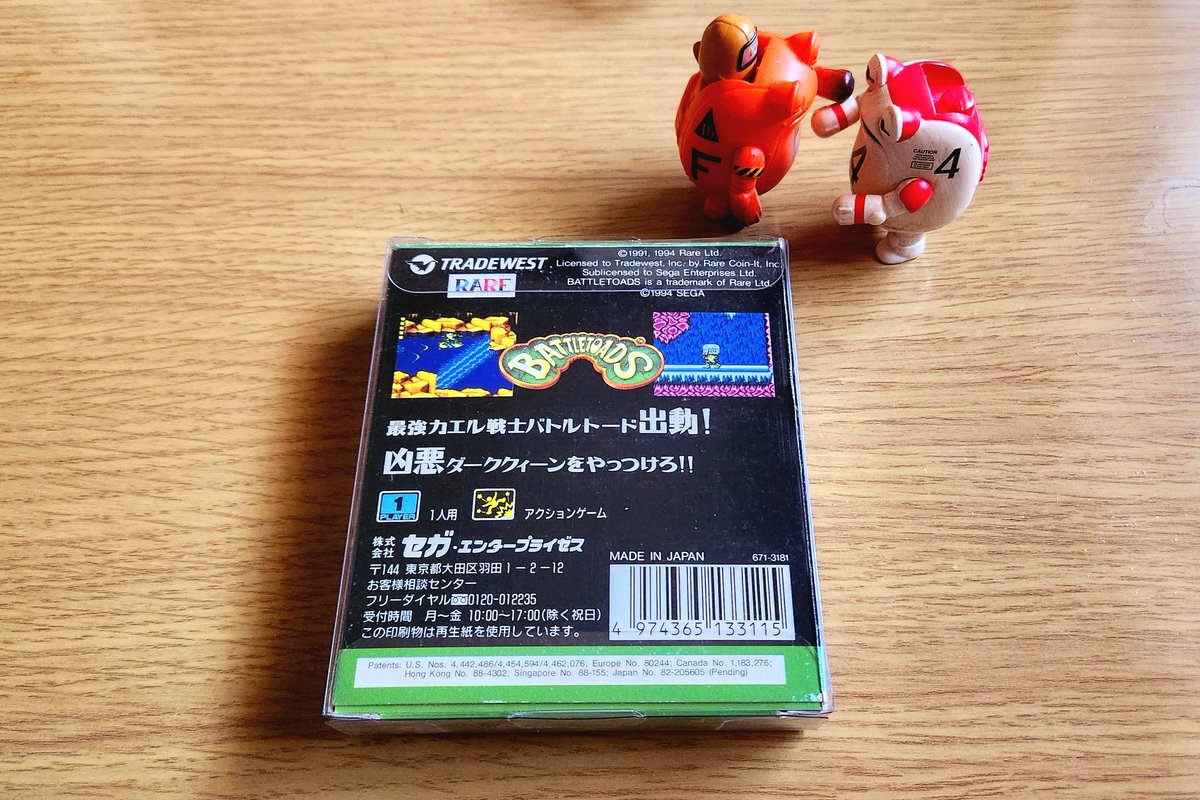 F
4
CAUTION
4
TRADEWEST
RARE
©1991, 1994 Rare Ltd.
Licensed to Tradewest, Inc. by Rare Coin-It, Inc.
Sublicensed to Sega Enterprises Ltd.
BATTLETOADS is a trademark of Rare Ltd.
©1994 SEGA
BATTLETOADS
最強カエル戦士バトルトード出動!
凶悪ダーククィーンをやっつけろ!!
1 PLAYER
1人用
アクションゲーム
株式会社 セガ・エンタープライゼス
〒144 東京都大田区羽田1-2-12
お客様相談センター
フリーダイヤル 0120-012235
受付時間 月~金 10:00~17:00(除く祝日)
この印刷物は再生紙を使用しています。
MADE IN JAPAN
671-3181
4 974365 133115
Patents: U.S. Nos. 4,442,486/4,454,594/4,462,076; Europe No. 80244; Canada No. 1,183,276;
Hong Kong No. 88-4302; Singapore No. 88-155; Japan No. 82-205605 (Pending)